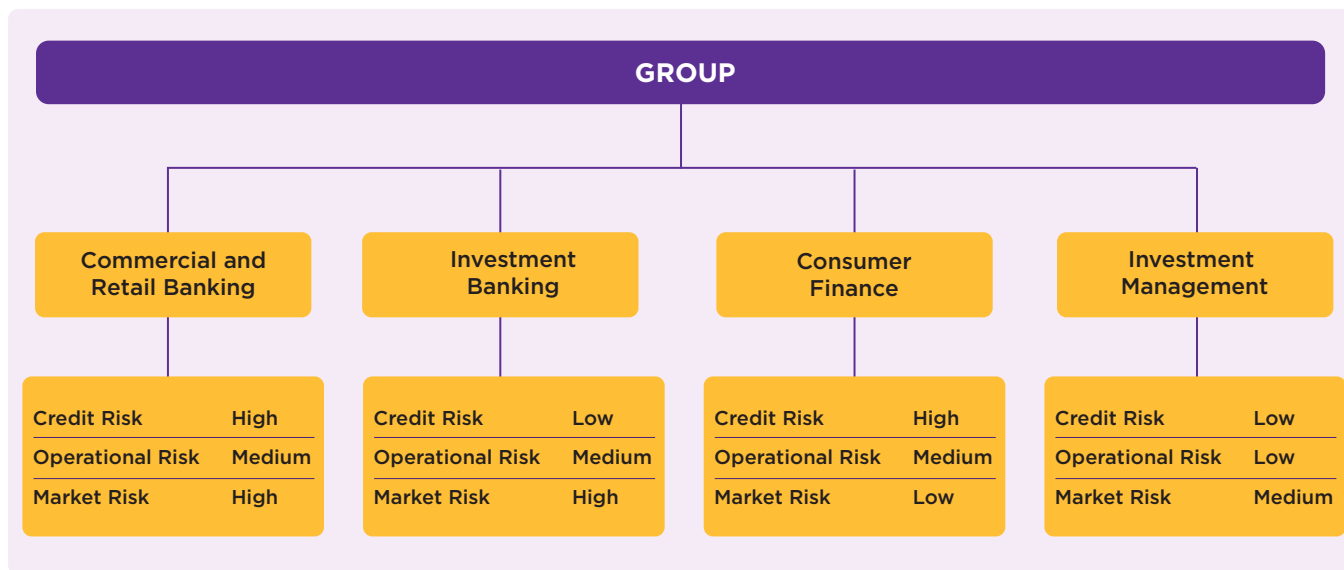 GROUP
Commercial and
Retail Banking
Investment
Banking
Consumer
Finance
Investment
Management
Credit Risk High
Operational Risk Medium
Market Risk High
Credit Risk Low
Operational Risk Medium
Market Risk High
Credit Risk High
Operational Risk Medium
Market Risk Low
Credit Risk Low
Operational Risk Low
Market Risk Medium